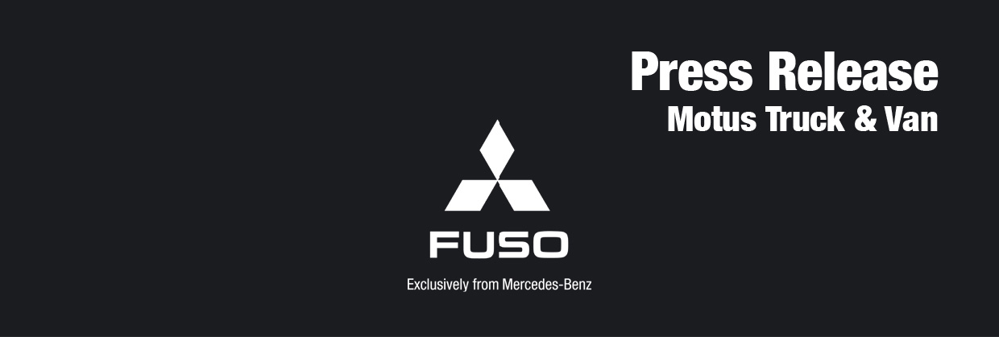 Press Release
Motus Truck & Van
FUSO
Exclusively from Mercedes-Benz